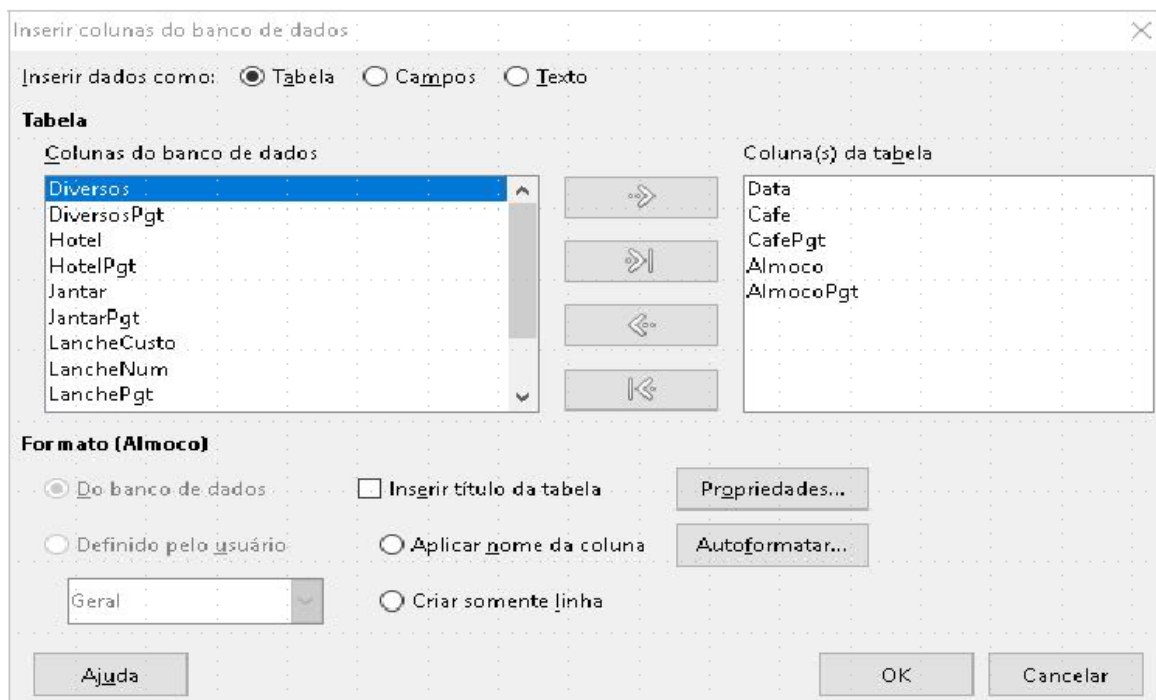 Inserir colunas do banco de dados
Inserir dados como: Tabela Campos Texto
Tabela
Colunas do banco de dados
Coluna(s) da tabela
Diversos
DiversosPgt
Hotel
HotelPgt
Jantar
JantarPgt
LancheCusto
LancheNum
LanchePgt
Data
Cafe
CafePgt
Almoco
AlmocoPgt
Formato (Almoco)
Do banco de dados
Inserir título da tabela
Propriedades...
Definido pelo usuário
Aplicar nome da coluna
Autoformatar...
Geral
Criar somente linha
Ajuda
OK
Cancelar